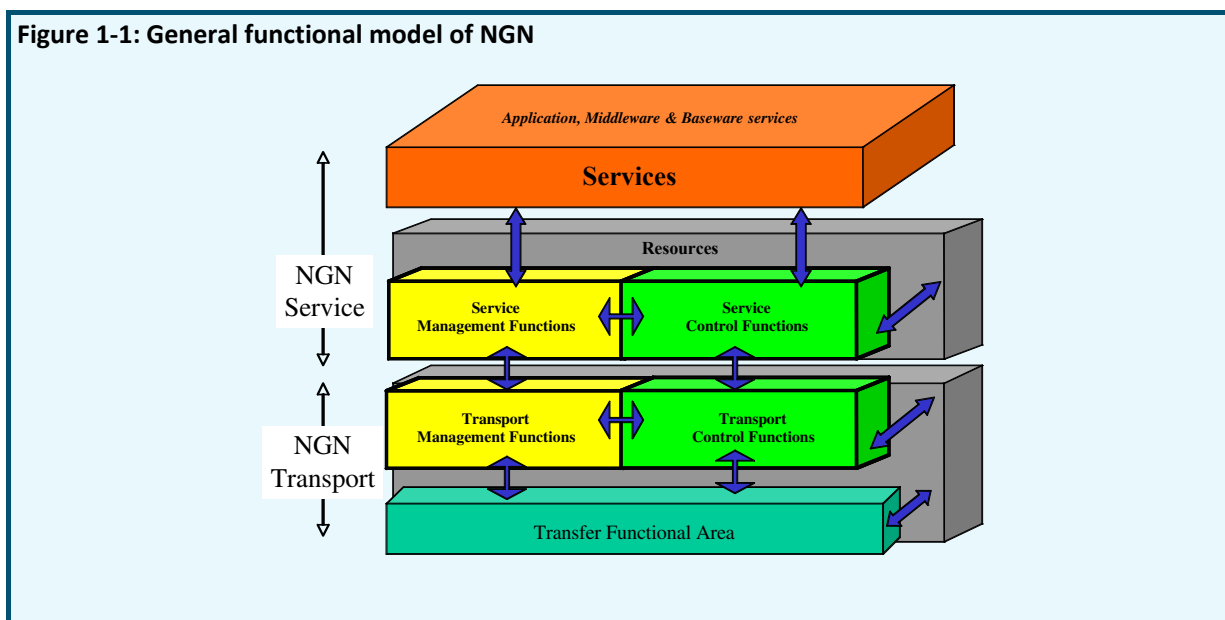 Figure 1-1: General functional model of NGN
Application, Middleware & Baseware services
Services
Resources
NGN
Service
Service
Management Functions
Service
Control Functions
NGN
Transport
Transport
Management Functions
Transport
Control Functions
Transfer Functional Area